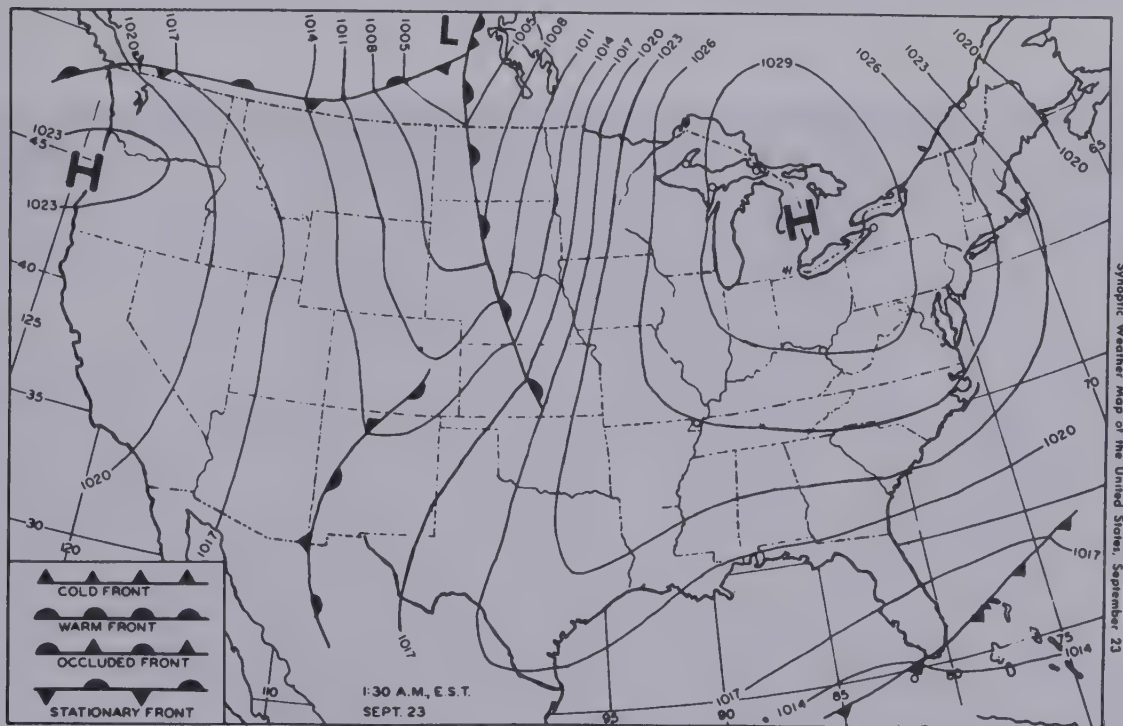 1020 1017 1014 1011 1008 1005 L 1005 1008 1011 1014 1017 1020 1023 1026 1029 1026 1023 1020
1023 45 H 1023
H
1020 65
40
125
35
30
120
1020
1017
70
1020
1017
75
1014
1017
1017
1014
110
95
90
85
COLD FRONT
WARM FRONT
OCCLUDED FRONT
STATIONARY FRONT
1:30 A.M., E.S.T.
SEPT. 23
Synoptic Weather Map of the United States, September 23